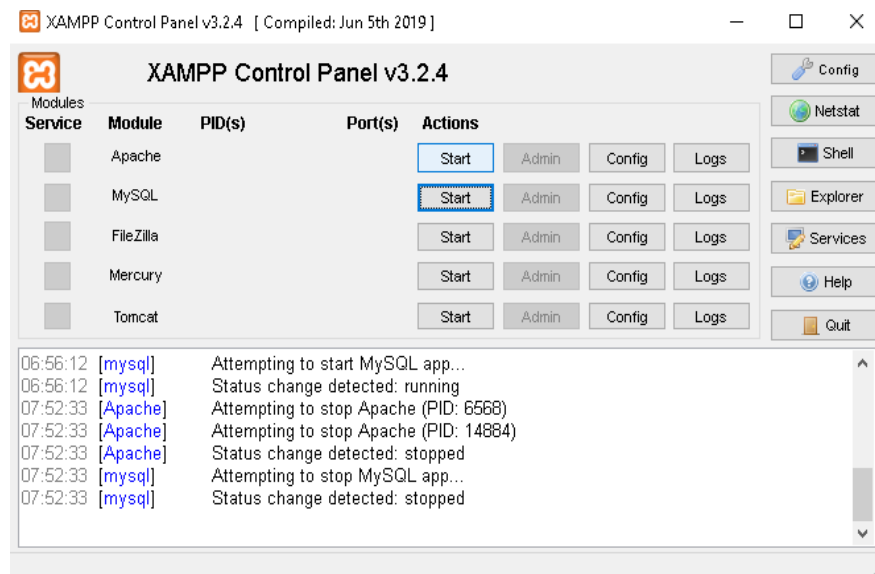 XAMPP Control Panel v3.2.4 [ Compiled: Jun 5th 2019 ]
XAMPP Control Panel v3.2.4
Config
Modules
Service Module PID(s) Port(s) Actions
Netstat
Apache Start Admin Config Logs
Shell
MySQL Start Admin Config Logs
Explorer
FileZilla Start Admin Config Logs
Services
Mercury Start Admin Config Logs
Help
Tomcat Start Admin Config Logs
Quit
06:56:12 [mysql] Attempting to start MySQL app...
06:56:12 [mysql] Status change detected: running
07:52:33 [Apache] Attempting to stop Apache (PID: 6568)
07:52:33 [Apache] Attempting to stop Apache (PID: 14884)
07:52:33 [Apache] Status change detected: stopped
07:52:33 [mysql] Attempting to stop MySQL app...
07:52:33 [mysql] Status change detected: stopped